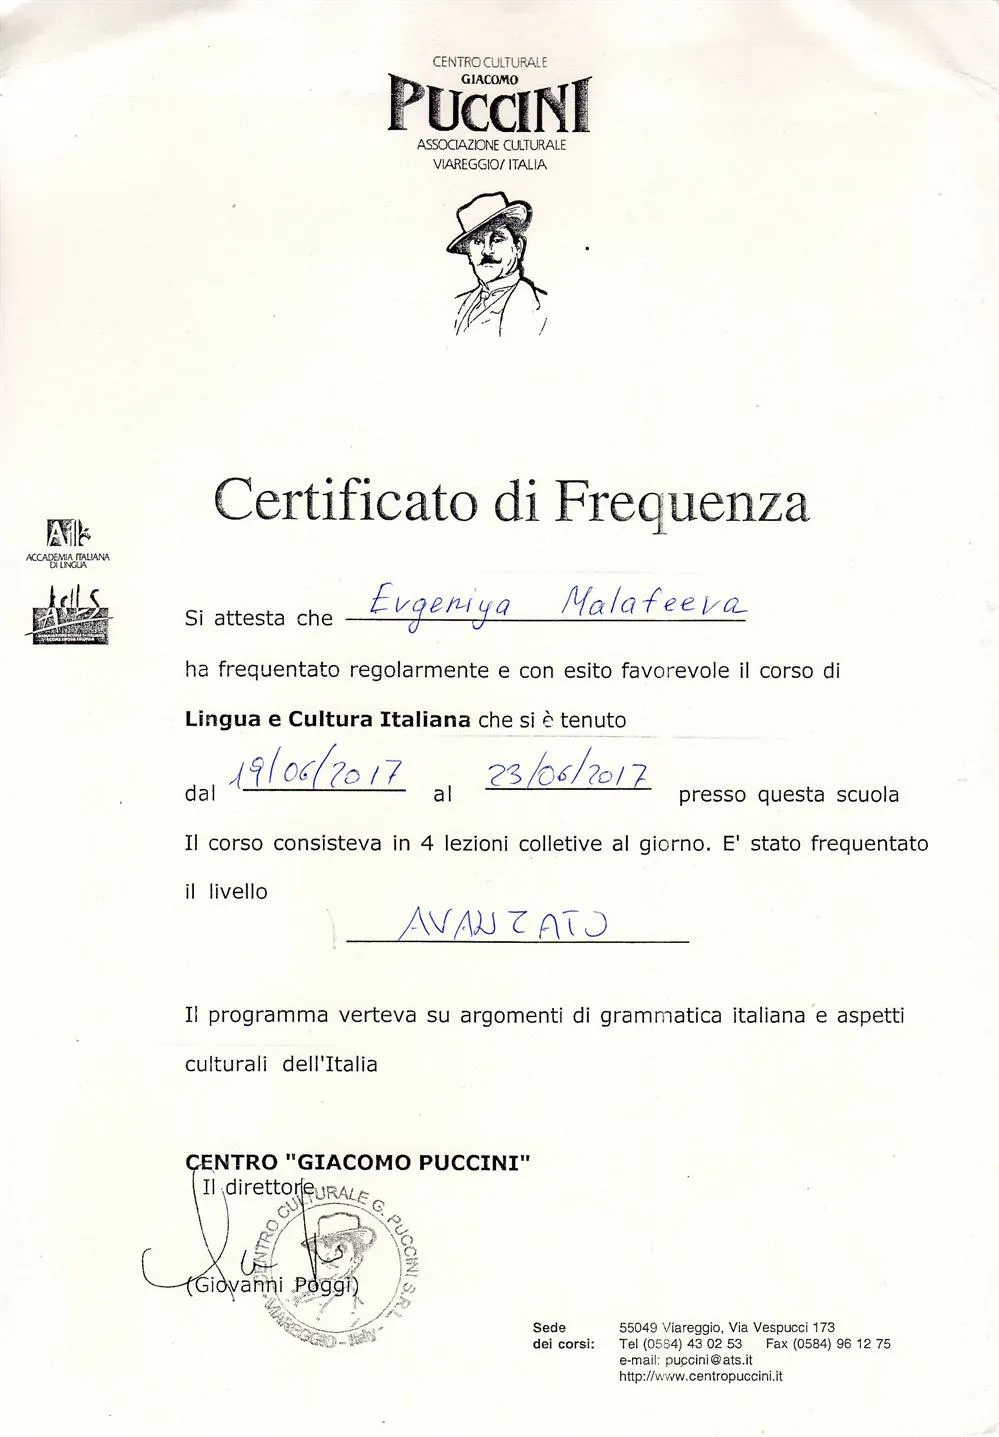 CENTRO CULTURALE
GIACOMO
PUCCINI
ASSOCIAZIONE CULTURALE
VIAREGGIO/ ITALIA
Certificato di Frequenza
Ail
ACCADEMIA ITALIANA
DI LINGUA
Si attesta che Evgeniya Malafeeva
ha frequentato regolarmente e con esito favorevole il corso di
Lingua e Cultura Italiana che si è tenuto
dal 19/06/2017 al 23/06/2017 presso questa scuola
Il corso consisteva in 4 lezioni colletive al giorno. E' stato frequentato
il livello
AVANZATO
Il programma verteva su argomenti di grammatica italiana e aspetti
culturali dell'Italia
CENTRO "GIACOMO PUCCINI"
Il direttore
(Giovanni Poggi)
CENTRO CULTURALE G. PUCCINI S.R.L.
VIAREGGIO - Italy -
Sede 55049 Viareggio, Via Vespucci 173
dei corsi: Tel (0584) 43 02 53 Fax (0584) 96 12 75
e-mail: puccini@ats.it
http://www.centropuccini.it